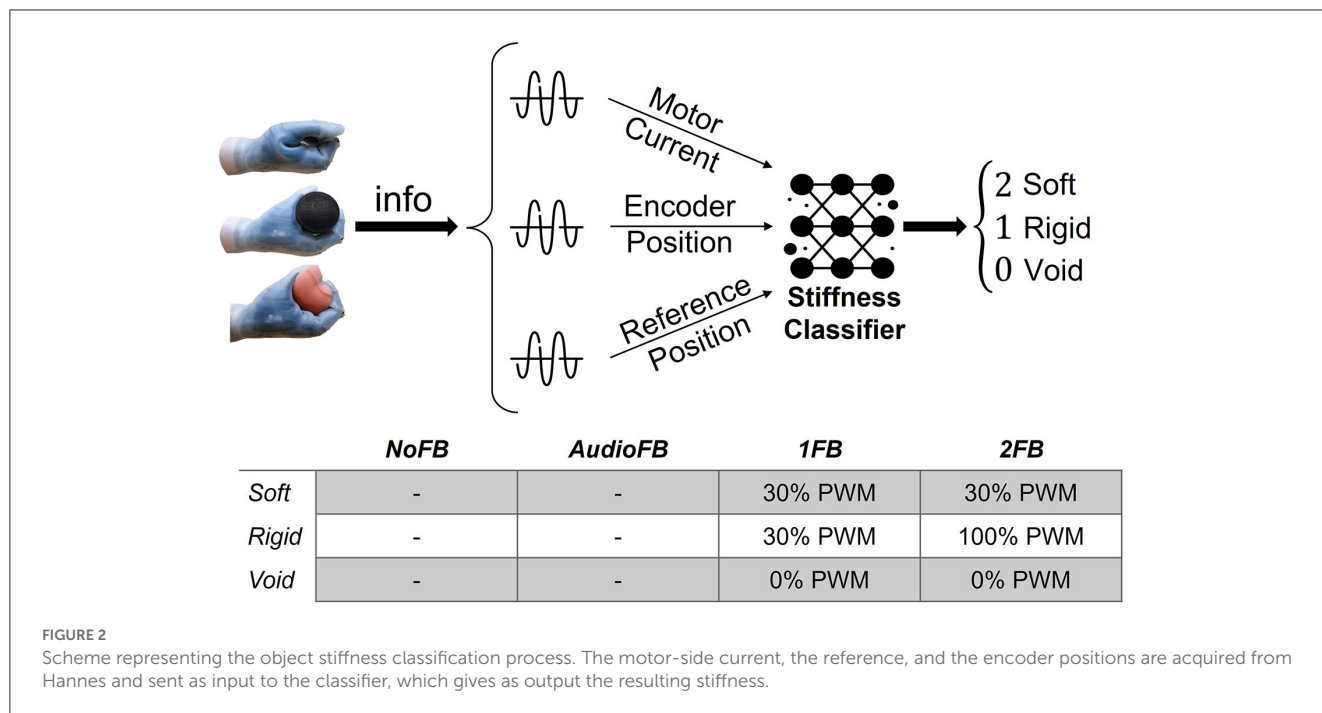 info
Motor
Current
Encoder
Position
Reference
Position
Stiffness
Classifier
2 Soft
1 Rigid
0 Void
NoFB AudioFB 1FB 2FB
Soft - - 30% PWM 30% PWM
Rigid - - 30% PWM 100% PWM
Void - - 0% PWM 0% PWM
FIGURE 2
Scheme representing the object stiffness classification process. The motor-side current, the reference, and the encoder positions are acquired from
Hannes and sent as input to the classifier, which gives as output the resulting stiffness.